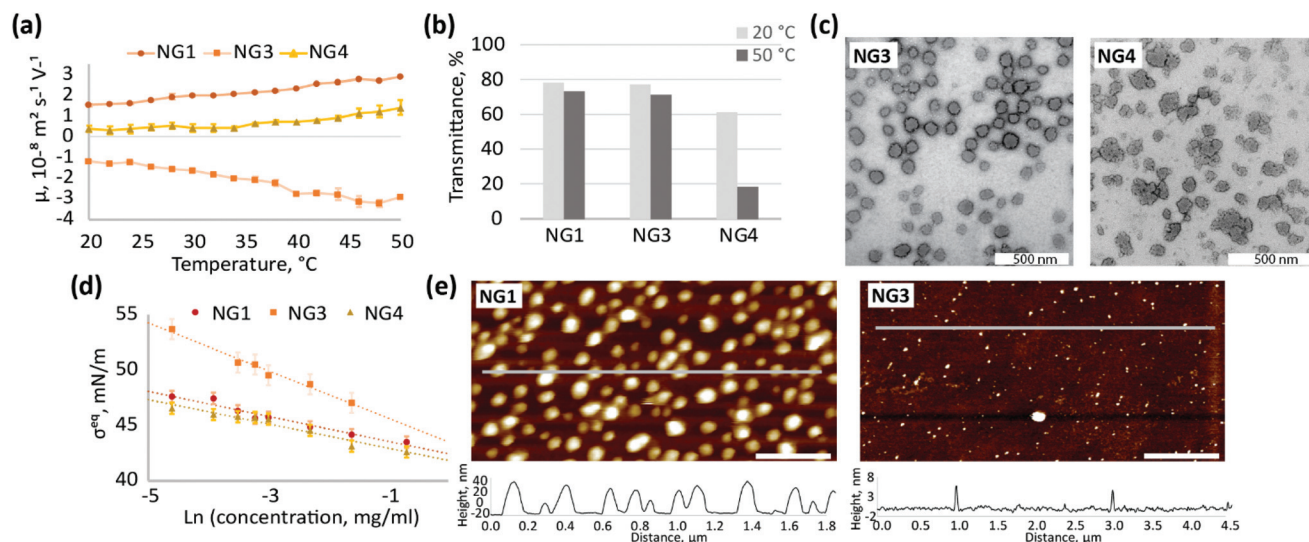 (a)
NG1 NG3 NG4
μ, 10⁻⁸ m² s⁻¹ V⁻¹
3
2
1
0
-1
-2
-3
-4
20 25 30 35 40 45 50
Temperature, °C
(b)
20 °C
50 °C
Transmittance, %
100
80
60
40
20
0
NG1 NG3 NG4
(c)
NG3
500 nm
NG4
500 nm
(d)
NG1 NG3 NG4
σᵉq, mN/m
55
50
45
40
-5 -3 -1
Ln (concentration, mg/ml)
(e)
NG1
Height, nm
40
20
0
-20
0.0 0.2 0.4 0.6 0.8 1.0 1.2 1.4 1.6 1.8
Distance, μm
NG3
Height, nm
8
3
-2
0.0 1.0 1.5 2.0 2.5 3.0 3.5 4.0 4.5
Distance, μm